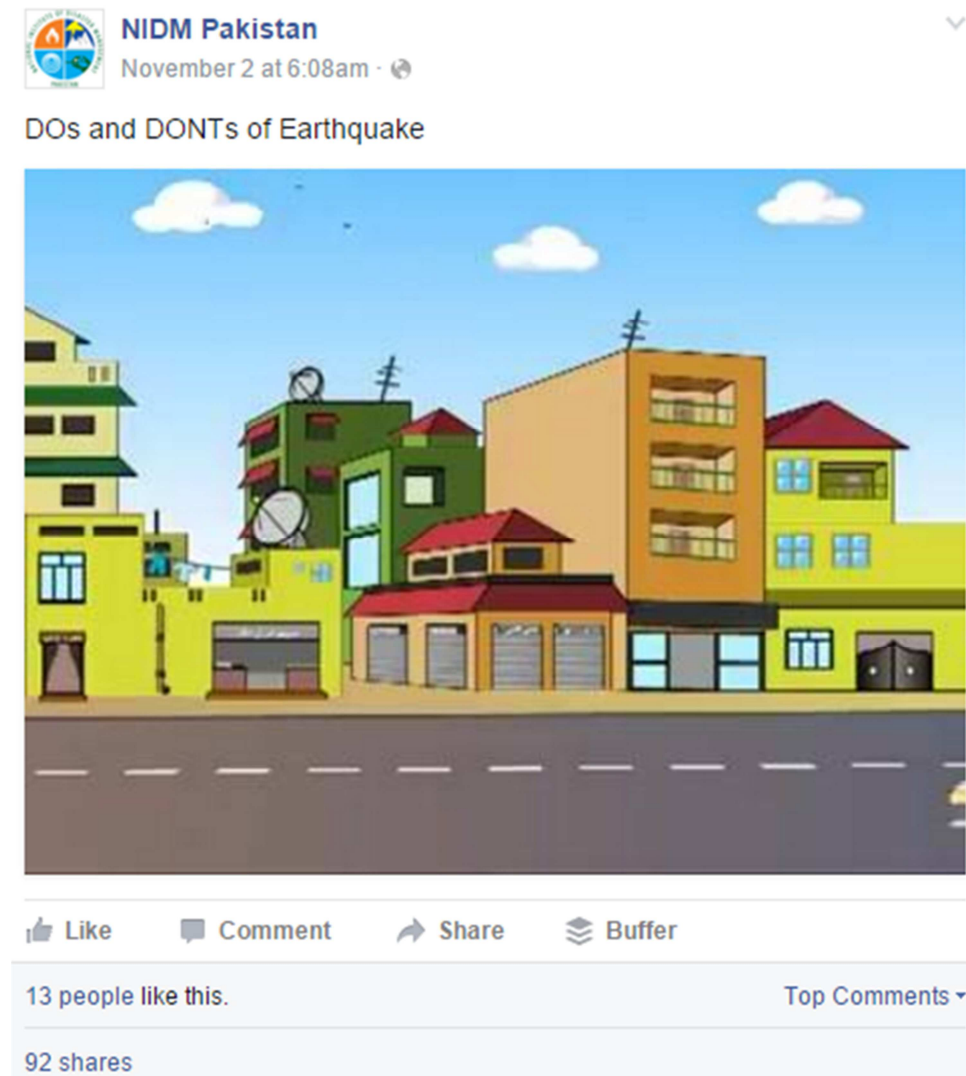 NIDM Pakistan
November 2 at 6:08am ·
DOs and DONTs of Earthquake
Like Comment Share Buffer
13 people like this. Top Comments
92 shares